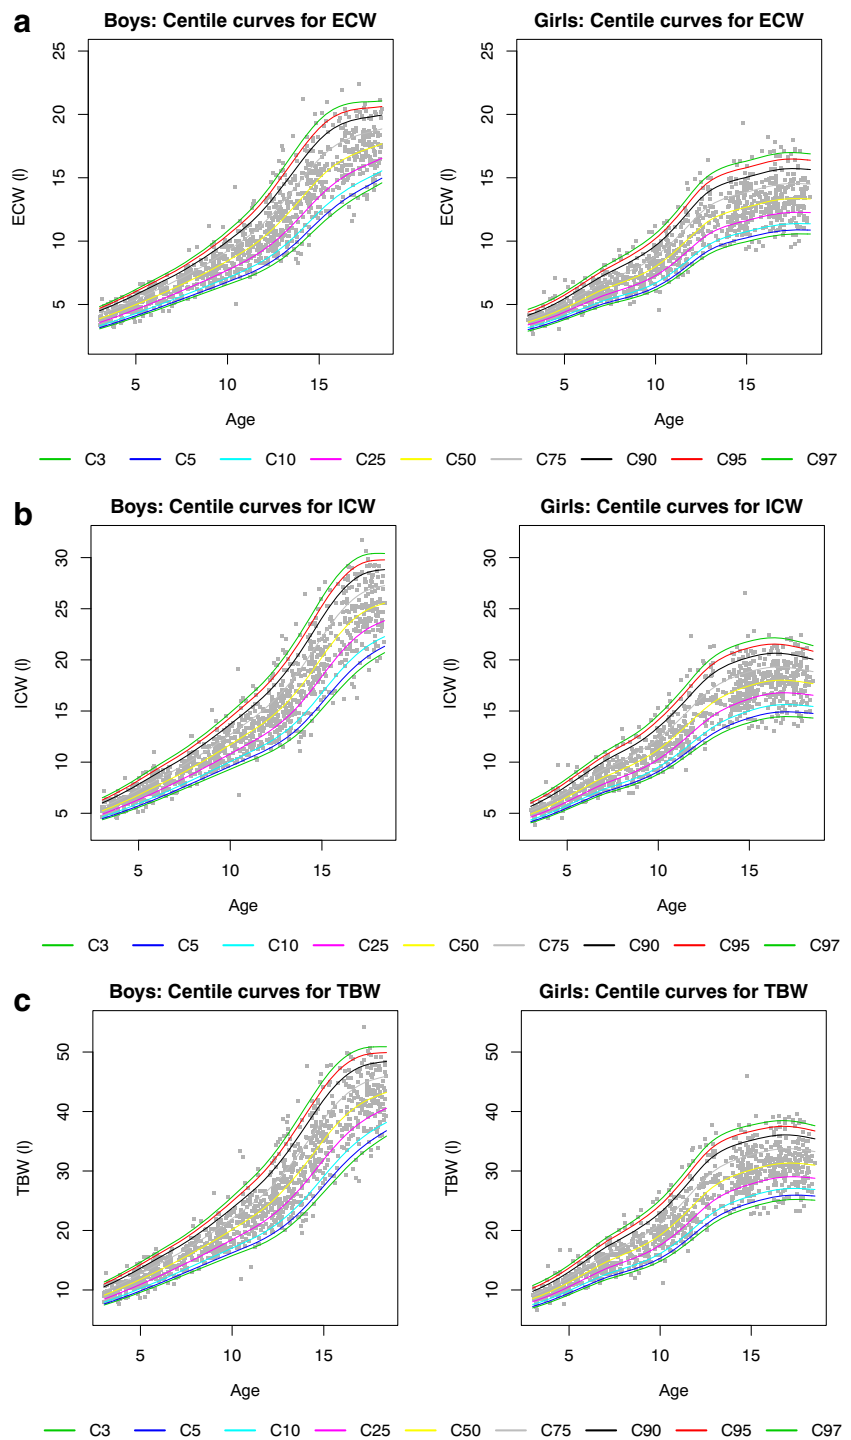 a
Boys: Centile curves for ECW
Girls: Centile curves for ECW
ECW (l)
25
20
15
10
5
5 10 15
Age
ECW (l)
25
20
15
10
5
5 10 15
Age
C3 C5 C10 C25 C50 C75 C90 C95 C97
b
Boys: Centile curves for ICW
Girls: Centile curves for ICW
ICW (l)
30
25
20
15
10
5
5 10 15
Age
ICW (l)
30
25
20
15
10
5
5 10 15
Age
C3 C5 C10 C25 C50 C75 C90 C95 C97
c
Boys: Centile curves for TBW
Girls: Centile curves for TBW
TBW (l)
50
40
30
20
10
5 10 15
Age
TBW (l)
50
40
30
20
10
5 10 15
Age
C3 C5 C10 C25 C50 C75 C90 C95 C97